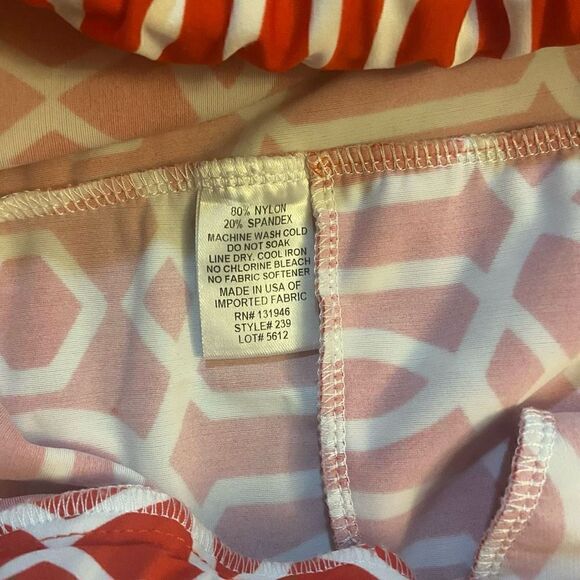 80% NYLON
20% SPANDEX
MACHINE WASH COLD
DO NOT SOAK
LINE DRY, COOL IRON
NO CHLORINE BLEACH
NO FABRIC SOFTENER
MADE IN USA OF
IMPORTED FABRIC
RN# 131946
STYLE# 239
LOT# 5612